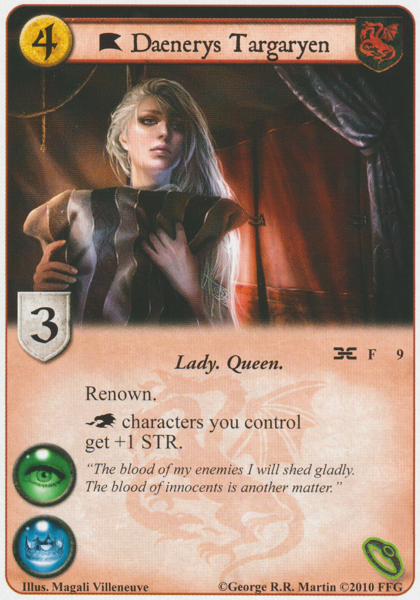 4
Daenerys Targaryen
3
Lady. Queen.
F 9
Renown.
characters you control
get +1 STR.
“The blood of my enemies I will shed gladly.
The blood of innocents is another matter.”
Illus. Magali Villeneuve
©George R.R. Martin ©2010 FFG